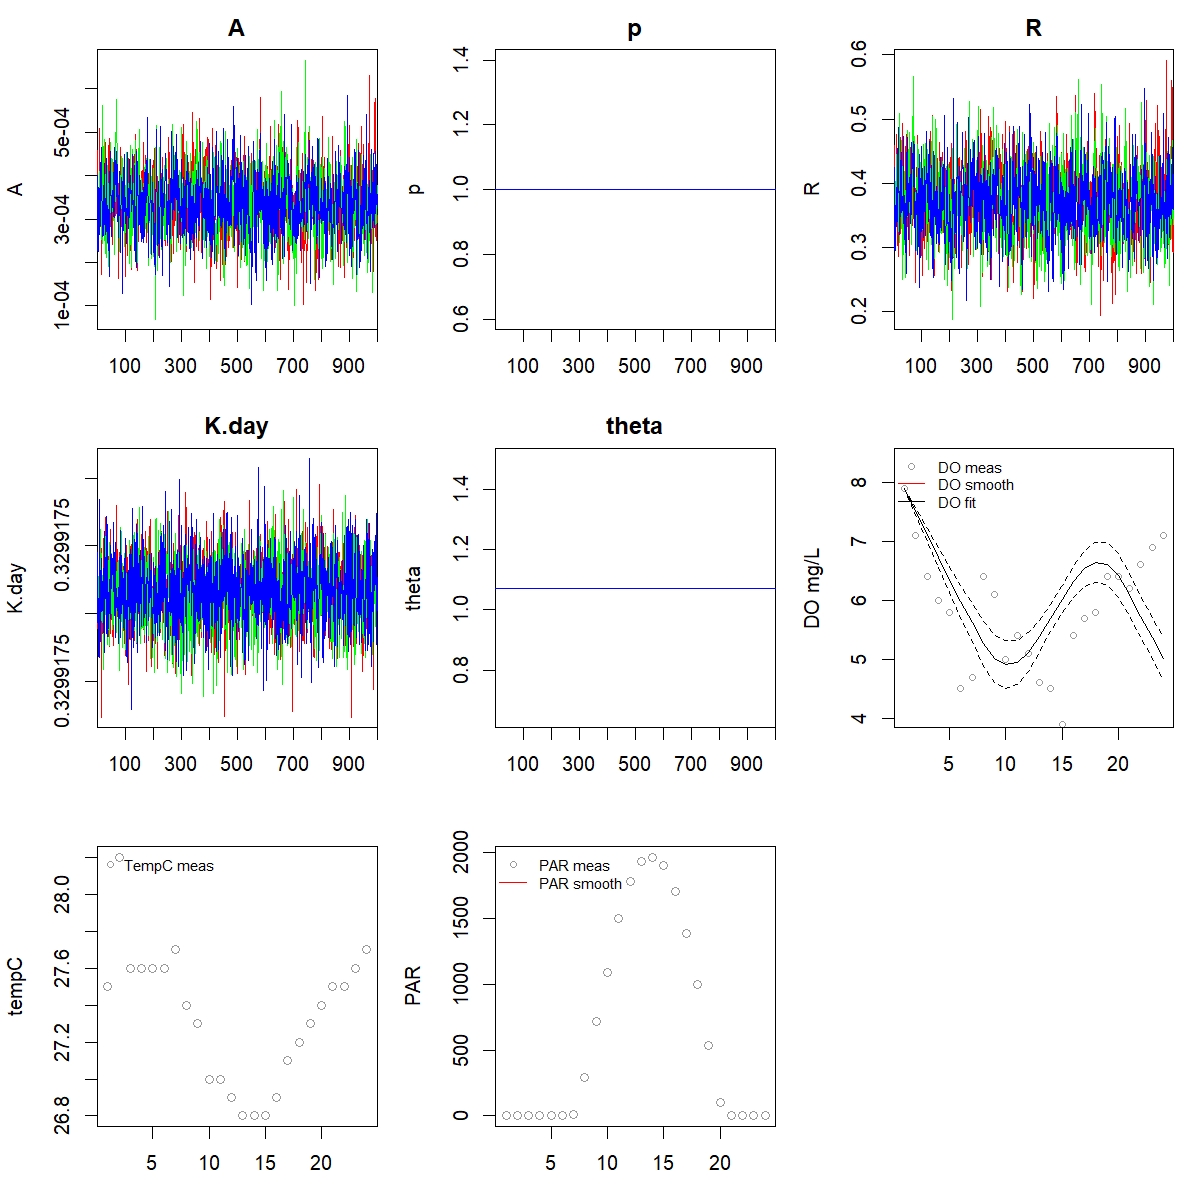 A
p
R
A
1e-04 3e-04 5e-04
100 300 500 700 900
p
0.6 0.8 1.0 1.2 1.4
100 300 500 700 900
R
0.2 0.3 0.4 0.5 0.6
100 300 500 700 900
K.day
theta
K.day
0.3299175 0.3299175
100 300 500 700 900
theta
0.8 1.0 1.2 1.4
100 300 500 700 900
DO mg/L
4 5 6 7 8
DO meas
DO smooth
DO fit
5 10 15 20
tempC
26.8 27.2 27.6 28.0
TempC meas
5 10 15 20
PAR
0 500 1000 1500 2000
PAR meas
PAR smooth
5 10 15 20